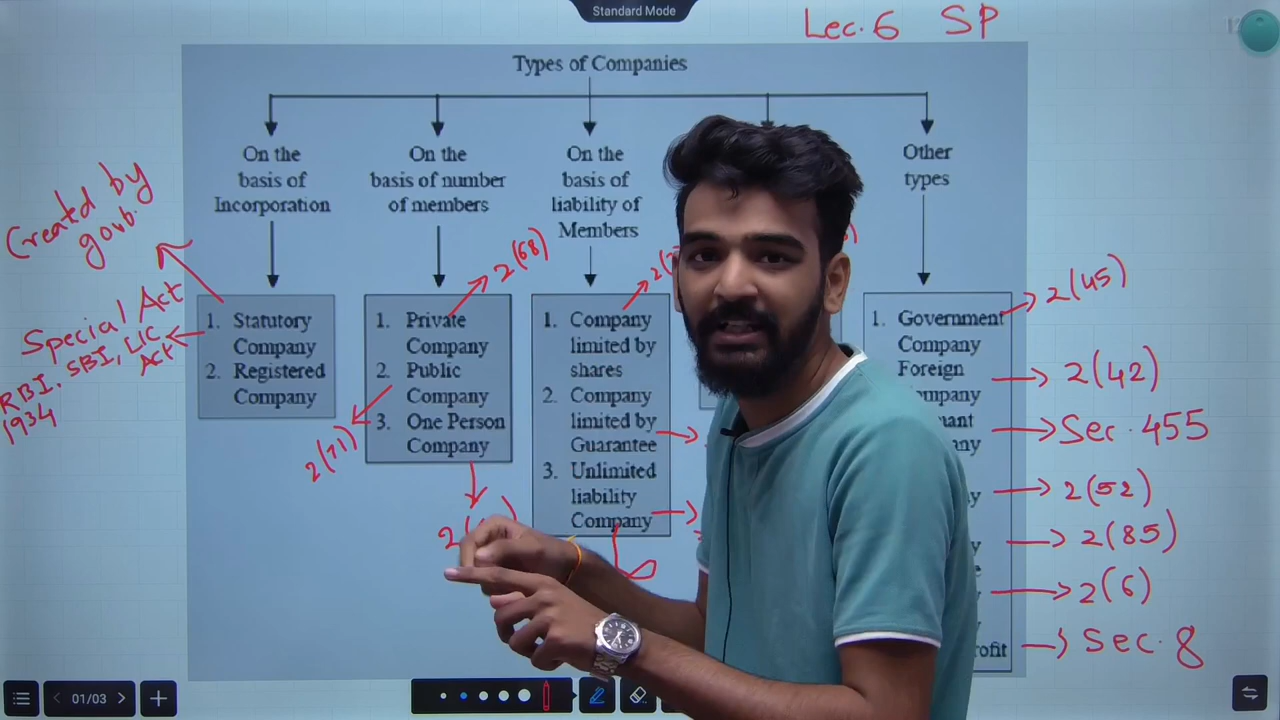 Standard Mode
Lec. 6 SP
Types of Companies
On the
basis of
Incorporation
On the
basis of number
of members
On the
basis of
liability of
Members
Other
types
Created by
govt.
Special Act
RBI, SBI, LIC
Act
1934
1. Statutory
Company
2. Registered
Company
2(68)
1. Private
Company
2. Public
Company
3. One Person
Company
2(71)
1. Company
limited by
shares
2. Company
limited by
Guarantee
3. Unlimited
liability
Company
1. Government
Company
Foreign
2(45)
2(42)
Sec. 455
2(52)
2(85)
2(6)
Sec. 8
01/03